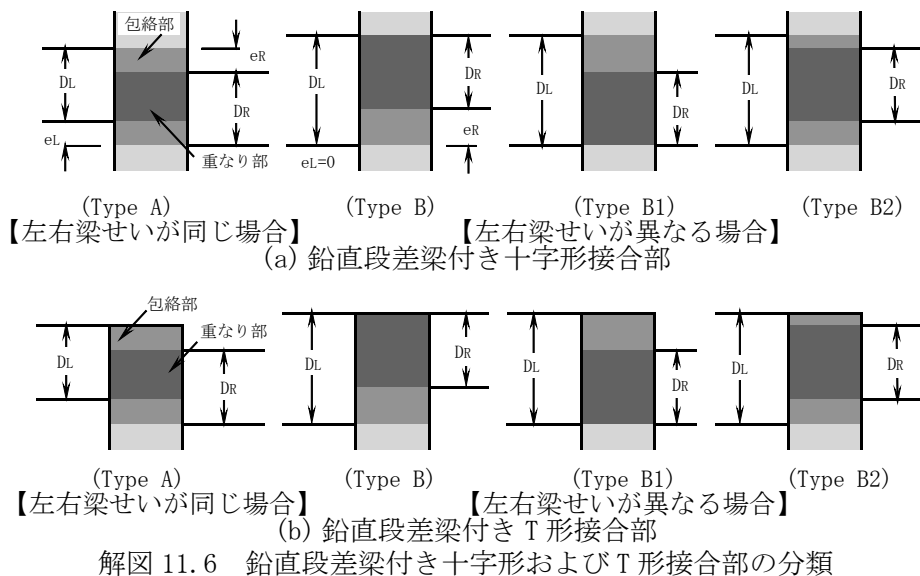 包絡部
eR
DL
DR
eL
重なり部
DL
DR
eR
eL=0
DL
DR
DL
DR
(Type A) (Type B) (Type B1) (Type B2)
【左右梁せいが同じ場合】 【左右梁せいが異なる場合】
(a) 鉛直段差梁付き十字形接合部
包絡部
重なり部
DL
DR
DL
DR
DL
DR
DL
DR
(Type A) (Type B) (Type B1) (Type B2)
【左右梁せいが同じ場合】 【左右梁せいが異なる場合】
(b) 鉛直段差梁付き T 形接合部
解図 11.6 鉛直段差梁付き十字形および T 形接合部の分類